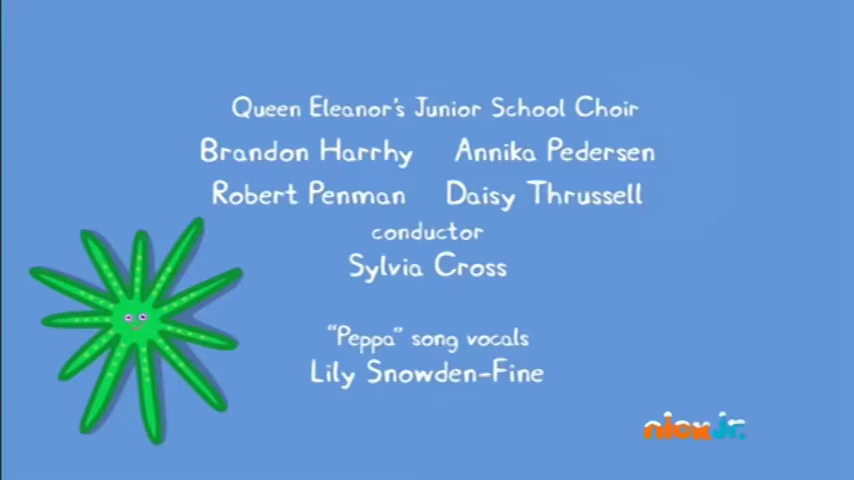 Queen Eleanor's Junior School Choir
Brandon Harrhy Annika Pedersen
Robert Penman Daisy Thrussell
conductor
Sylvia Cross
"Peppa" song vocals
Lily Snowden-Fine
nick jr.